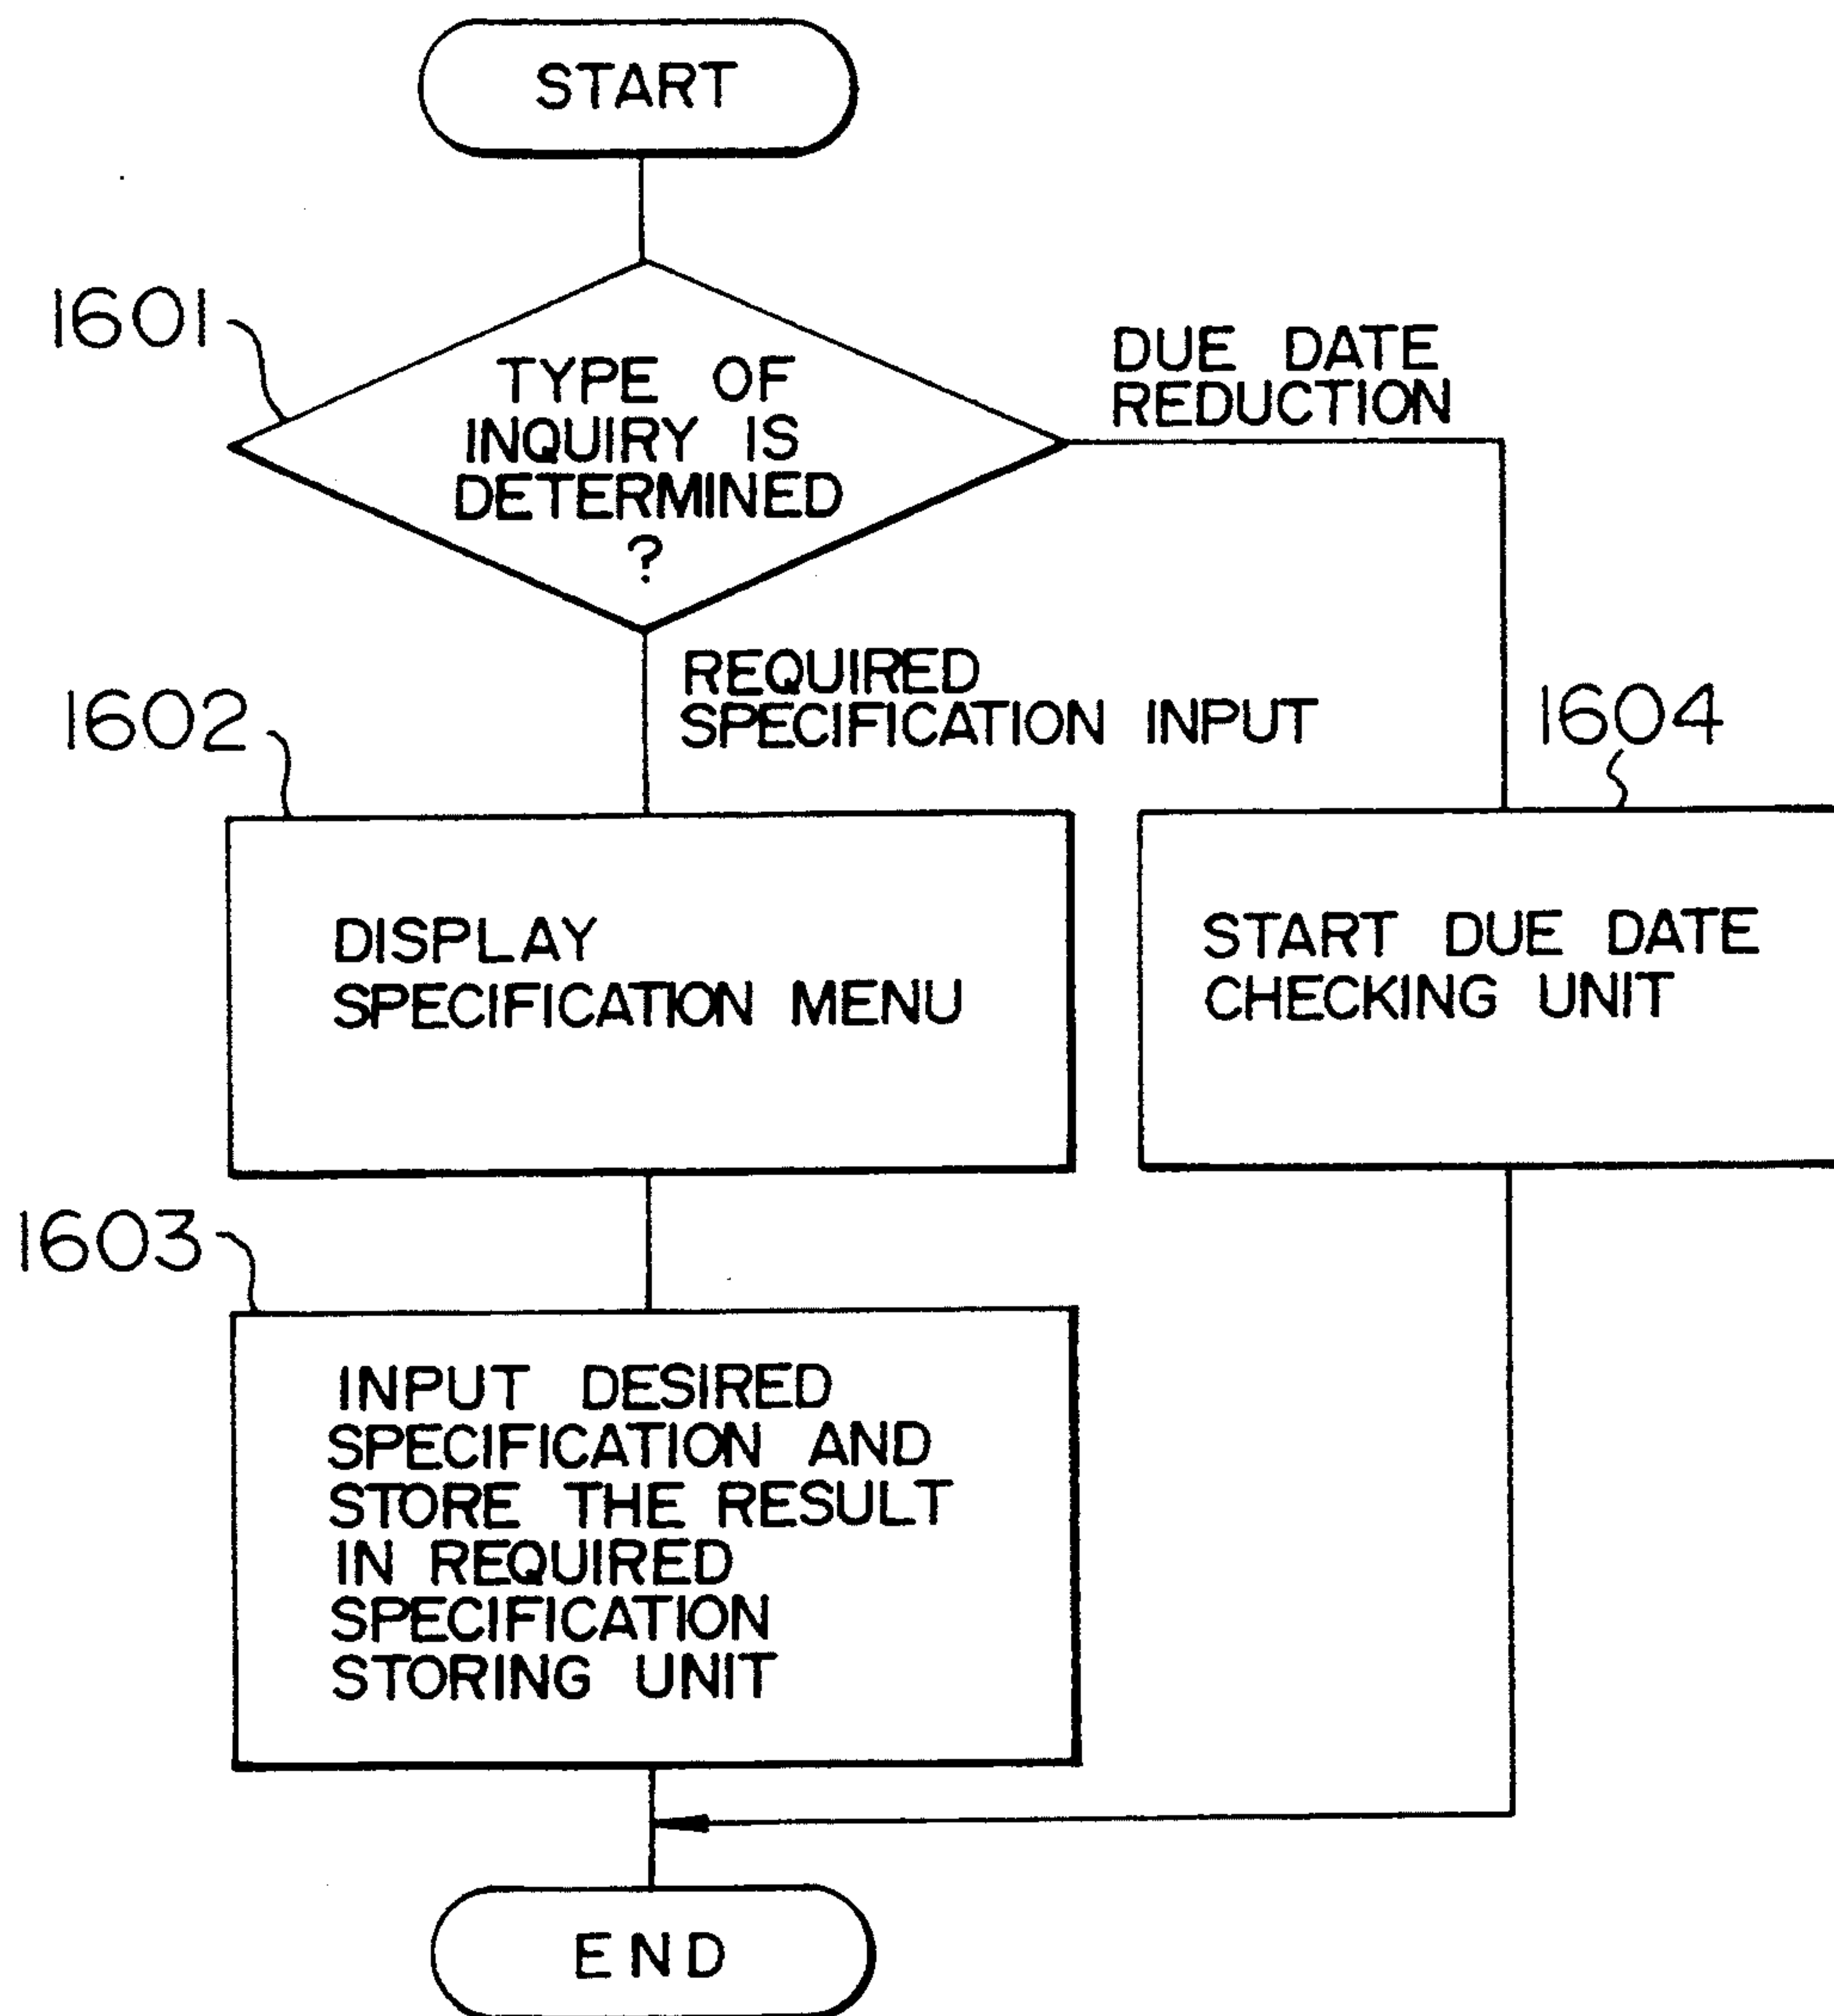 START
1601
TYPE OF
INQUIRY IS
DETERMINED
?
DUE DATE
REDUCTION
REQUIRED
SPECIFICATION INPUT
1602
1604
DISPLAY
SPECIFICATION MENU
START DUE DATE
CHECKING UNIT
1603
INPUT DESIRED
SPECIFICATION AND
STORE THE RESULT
IN REQUIRED
SPECIFICATION
STORING UNIT
END